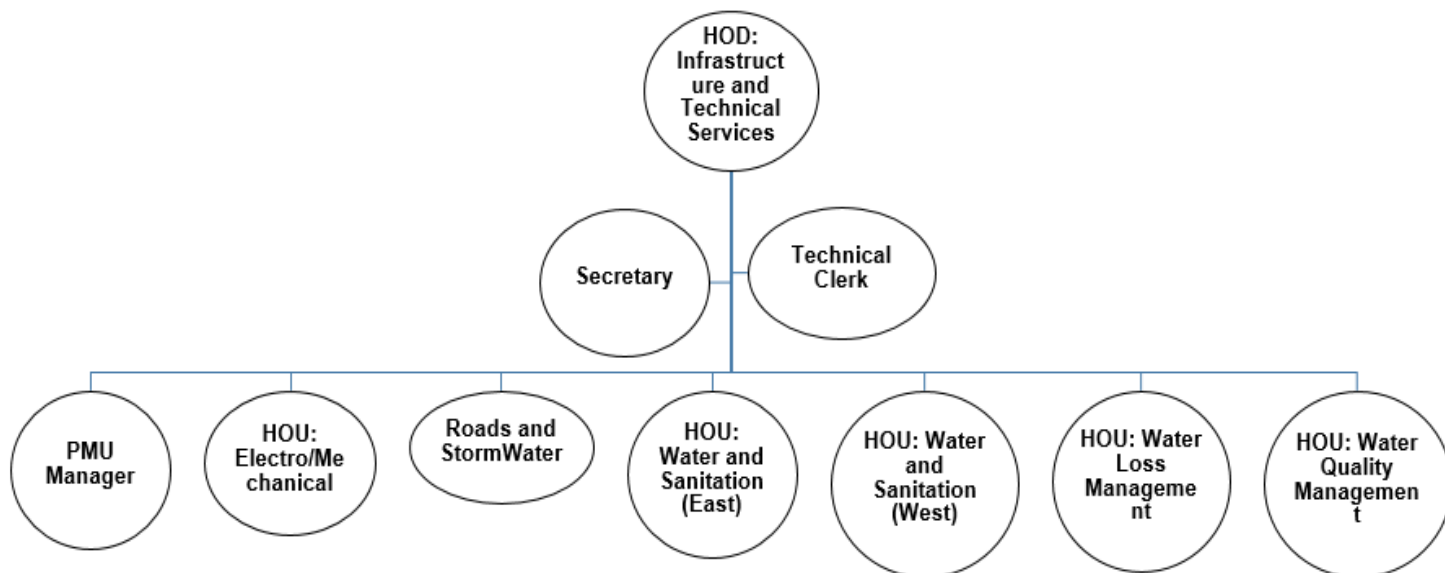 HOD:
Infrastruct
ure and
Technical
Services
Secretary
Technical
Clerk
PMU
Manager
HOU:
Electro/Me
chanical
Roads and
StormWater
HOU:
Water and
Sanitation
(East)
HOU: Water
and
Sanitation
(West)
HOU: Water
Loss
Manageme
nt
HOU: Water
Quality
Managemen
t